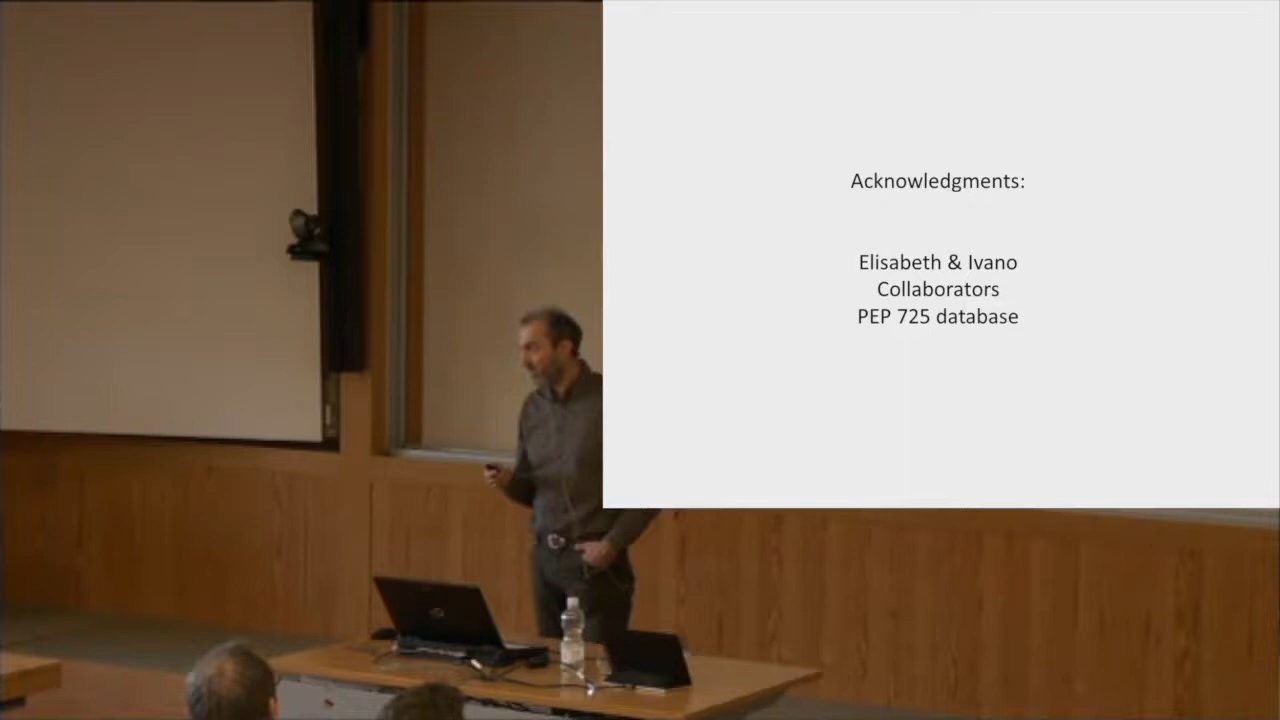 Acknowledgments:
Elisabeth & Ivano
Collaborators
PEP 725 database